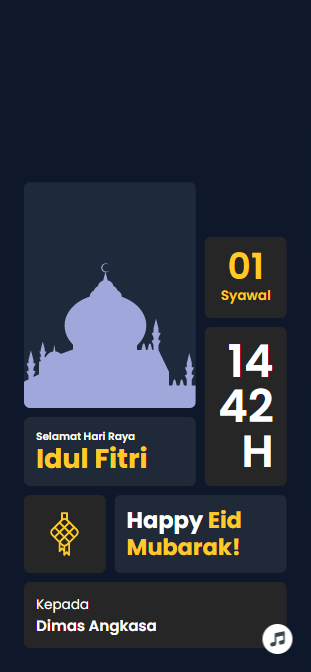 01
Syawal
14
42
H
Selamat Hari Raya
Idul Fitri
Happy Eid
Mubarak!
Kepada
Dimas Angkasa